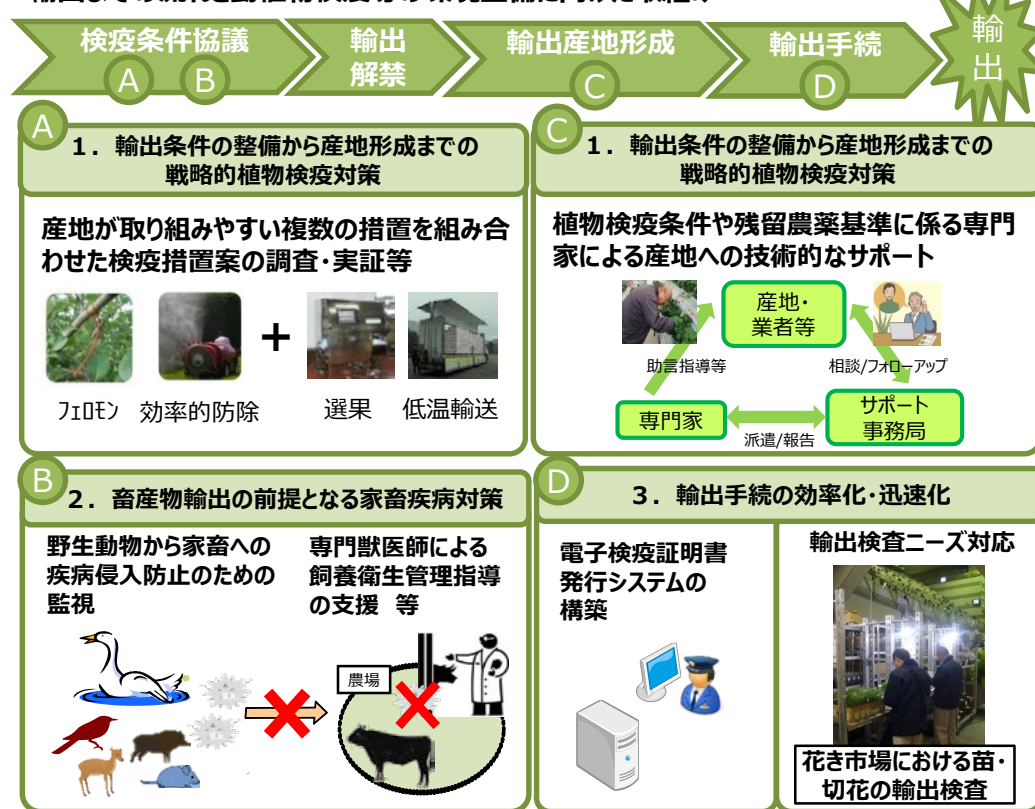 検疫条件協議
A B
輸出
解禁
輸出産地形成
C
輸出手続
D
輸
出
A
1. 輸出条件の整備から産地形成までの
戦略的植物検疫対策
産地が取り組みやすい複数の措置を組み合
わせた検疫措置案の調査・実証等
+
ﾌｪﾛﾓﾝ 効率的防除 選果 低温輸送
C
1. 輸出条件の整備から産地形成までの
戦略的植物検疫対策
植物検疫条件や残留農薬基準に係る専門
家による産地への技術的なサポート
産地・
業者等
助言指導等
相談/フォローアップ
専門家
サポート
事務局
派遣/報告
B
2. 畜産物輸出の前提となる家畜疾病対策
野生動物から家畜への
疾病侵入防止のための
監視
専門獣医師による
飼養衛生管理指導
の支援 等
農場
D
3. 輸出手続の効率化・迅速化
電子検疫証明書
発行システムの
構築
輸出検査ニーズ対応
花き市場における苗・
切花の輸出検査